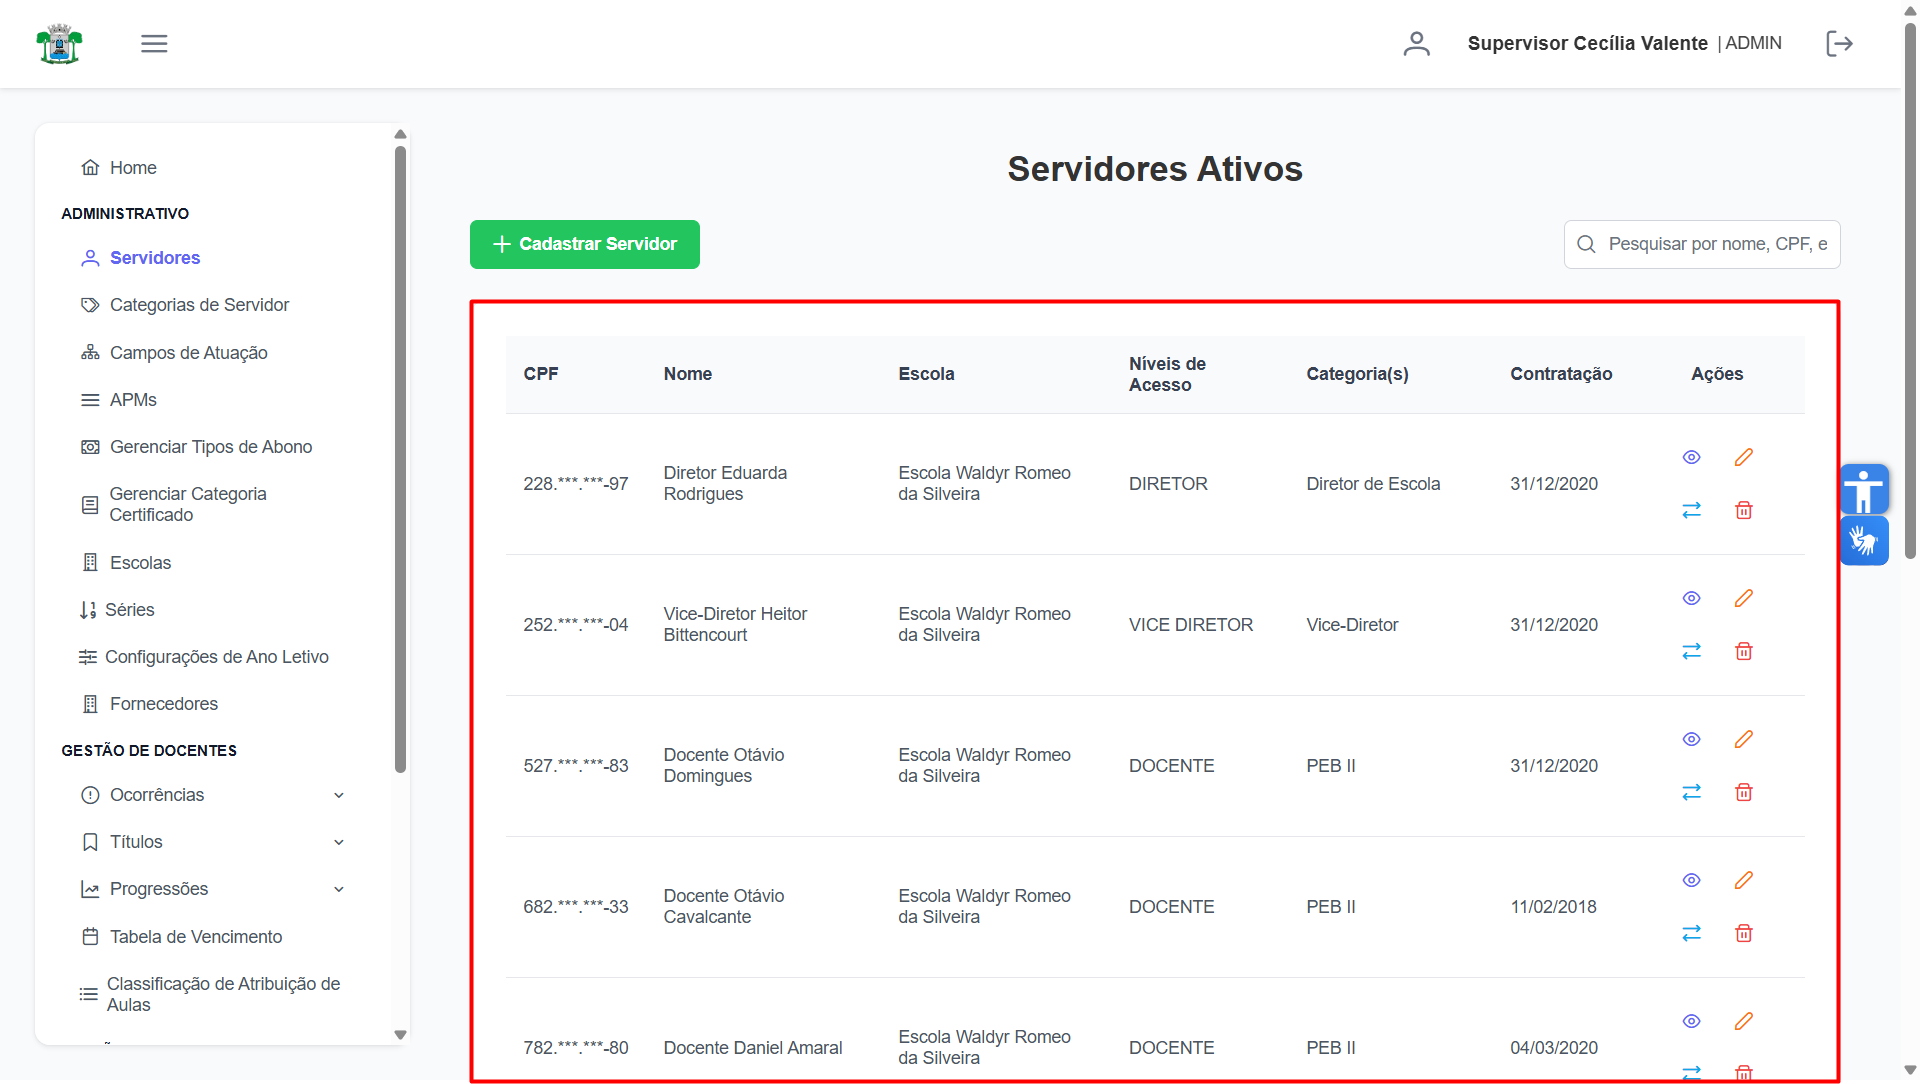 Supervisor Cecília Valente | ADMIN
Home
ADMINISTRATIVO
Servidores
Categorias de Servidor
Campos de Atuação
APMs
Gerenciar Tipos de Abono
Gerenciar Categoria
Certificado
Escolas
Séries
Configurações de Ano Letivo
Fornecedores
GESTÃO DE DOCENTES
Ocorrências
Títulos
Progressões
Tabela de Vencimento
Classificação de Atribuição de
Aulas
Servidores Ativos
Cadastrar Servidor
Pesquisar por nome, CPF, e
CPF Nome Escola Níveis de Acesso Categoria(s) Contratação Ações
228.***.***-97 Diretor Eduarda Rodrigues Escola Waldyr Romeo da Silveira DIRETOR Diretor de Escola 31/12/2020
252.***.***-04 Vice-Diretor Heitor Bittencourt Escola Waldyr Romeo da Silveira VICE DIRETOR Vice-Diretor 31/12/2020
527.***.***-83 Docente Otávio Domingues Escola Waldyr Romeo da Silveira DOCENTE PEB II 31/12/2020
682.***.***-33 Docente Otávio Cavalcante Escola Waldyr Romeo da Silveira DOCENTE PEB II 11/02/2018
782.***.***-80 Docente Daniel Amaral Escola Waldyr Romeo da Silveira DOCENTE PEB II 04/03/2020